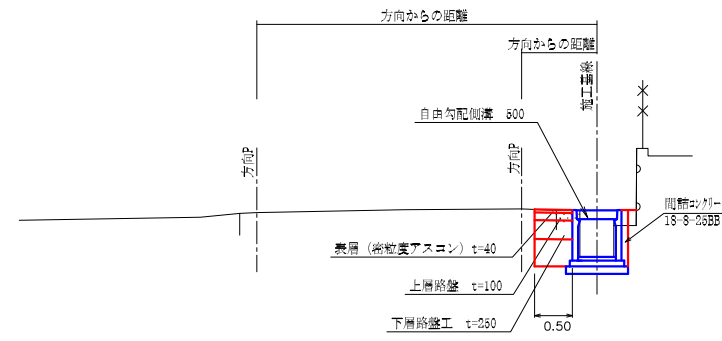 方向からの距離
方向からの距離
施工基準
自由勾配側溝 500
方向P
方向P
間詰コンクリー
18-8-25BB
表層（密粒度アスコン）t=40
上層路盤 t=100
下層路盤工 t=250
0.50